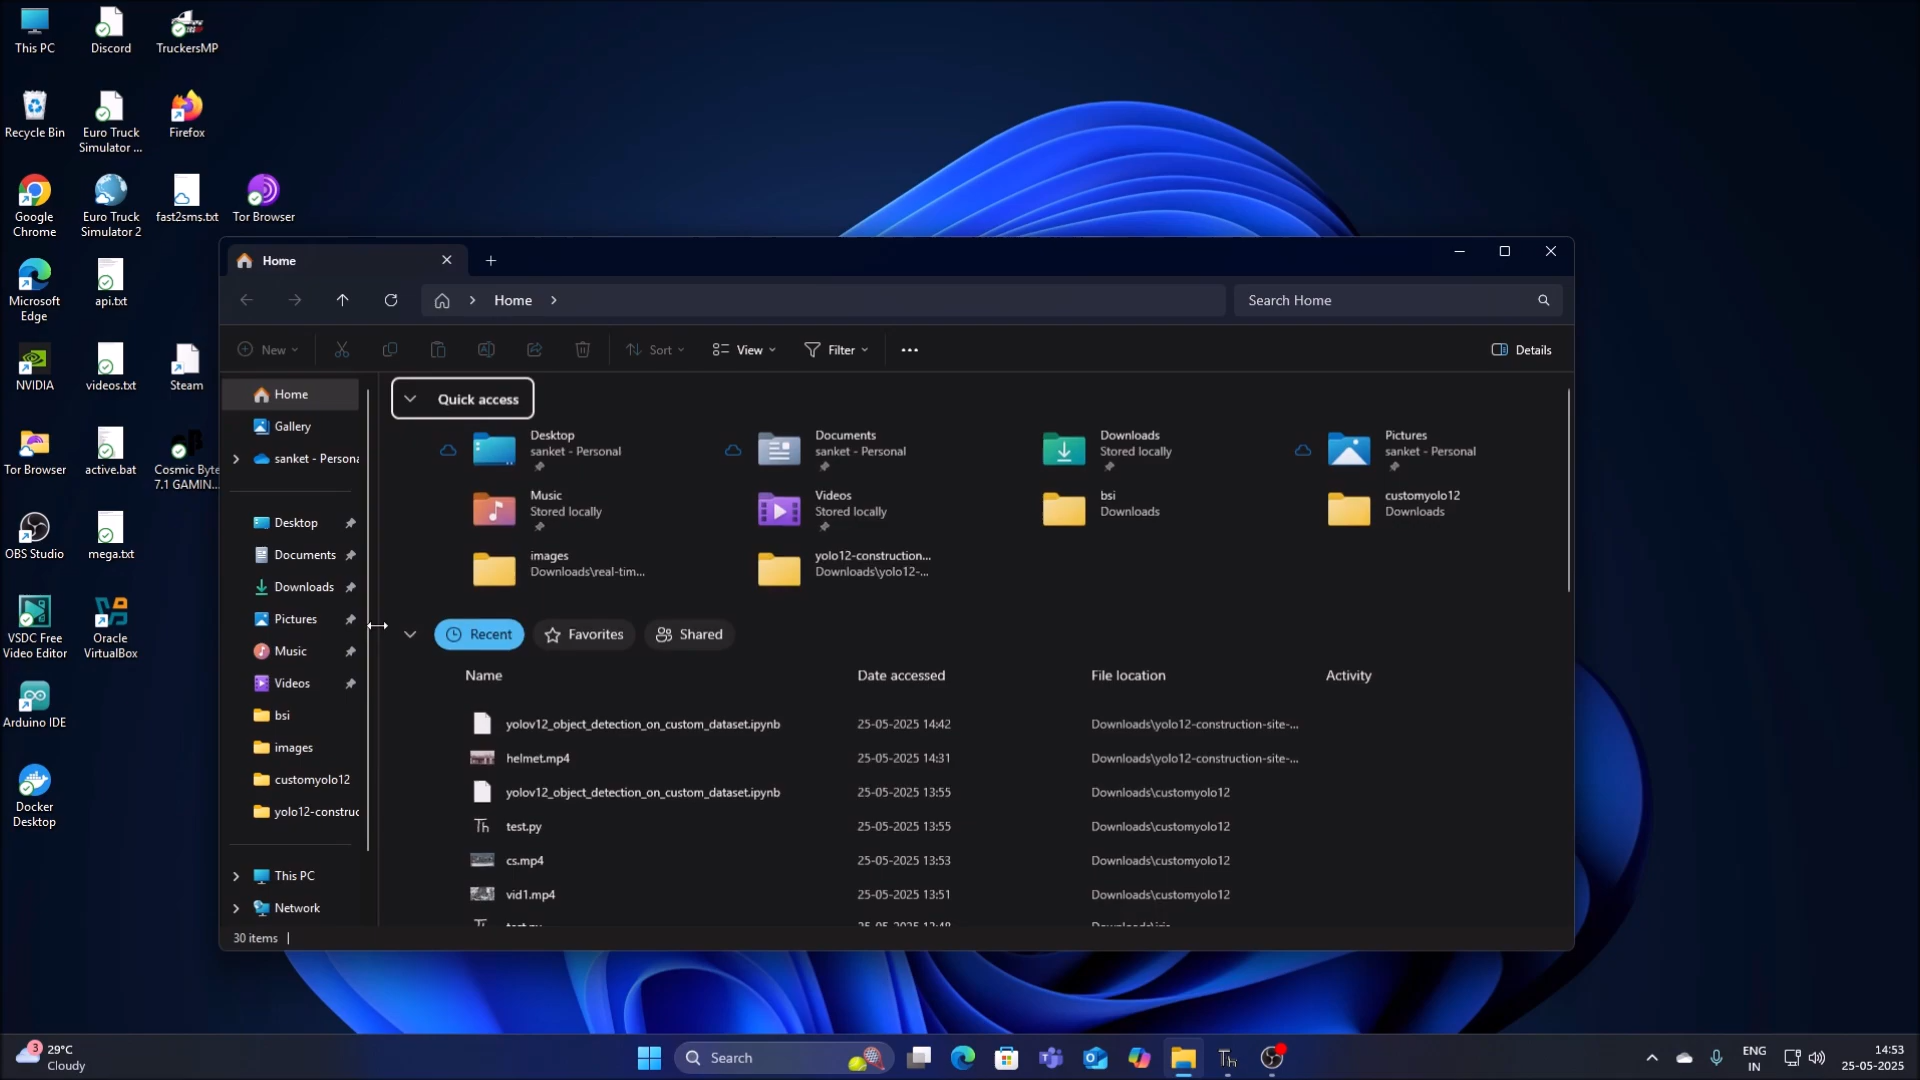 This PC
Discord
TruckersMP
Recycle Bin
Euro Truck
Simulator ...
Firefox
Google
Chrome
Euro Truck
Simulator 2
fast2sms.txt
Tor Browser
Microsoft
Edge
api.txt
NVIDIA
videos.txt
Steam
Tor Browser
active.bat
Cosmic Byte
7.1 GAMIN...
OBS Studio
mega.txt
VSDC Free
Video Editor
Oracle
VirtualBox
Arduino IDE
Docker
Desktop
Home
Home
Search Home
New
Sort
View
Filter
Details
Home
Gallery
sanket - Persona
Desktop
Documents
Downloads
Pictures
Music
Videos
bsi
images
customyolo12
yolo12-construc
This PC
Network
Quick access
Desktop
sanket - Personal
Documents
sanket - Personal
Downloads
Stored locally
Pictures
sanket - Personal
Music
Stored locally
Videos
Stored locally
bsi
Downloads
customyolo12
Downloads
images
Downloads\real-tim...
yolo12-construction...
Downloads\yolo12-...
Recent
Favorites
Shared
Name Date accessed File location Activity
yolov12_object_detection_on_custom_dataset.ipynb 25-05-2025 14:42 Downloads\yolo12-construction-site-...
helmet.mp4 25-05-2025 14:31 Downloads\yolo12-construction-site-...
yolov12_object_detection_on_custom_dataset.ipynb 25-05-2025 13:55 Downloads\customyolo12
Th test.py 25-05-2025 13:55 Downloads\customyolo12
cs.mp4 25-05-2025 13:53 Downloads\customyolo12
vid1.mp4 25-05-2025 13:51 Downloads\customyolo12
30 items
3
29°C
Cloudy
Search
Th
ENG
IN
14:53
25-05-2025